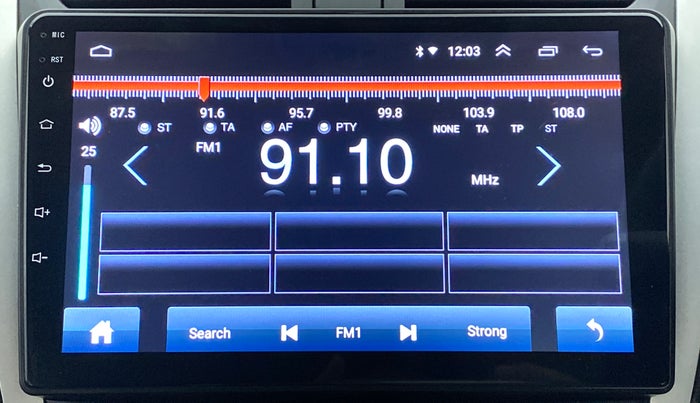 MIC
RST
12:03
87.5 91.6 95.7 99.8 103.9 108.0
ST TA AF PTY NONE TA TP ST
25
FM1
91.10
MHz
Search FM1 Strong